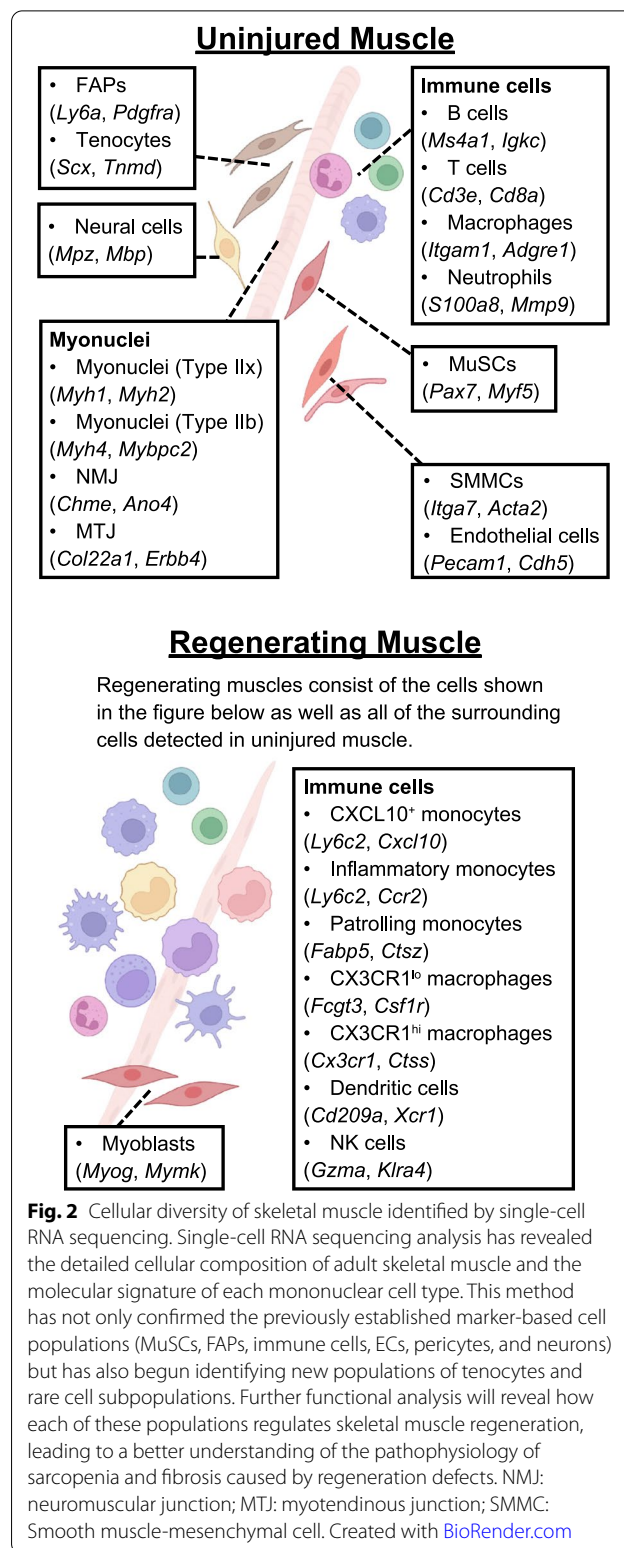 Uninjured Muscle
• FAPs
(Ly6a, Pdgfra)
• Tenocytes
(Scx, Tnmd)
• Neural cells
(Mpz, Mbp)
Myonuclei
• Myonuclei (Type IIx)
(Myh1, Myh2)
• Myonuclei (Type IIb)
(Myh4, Mybpc2)
• NMJ
(Chme, Ano4)
• MTJ
(Col22a1, Erbb4)
Immune cells
• B cells
(Ms4a1, Igkc)
• T cells
(Cd3e, Cd8a)
• Macrophages
(Itgam1, Adgre1)
• Neutrophils
(S100a8, Mmp9)
• MuSCs
(Pax7, Myf5)
• SMMCs
(Itga7, Acta2)
• Endothelial cells
(Pecam1, Cdh5)
Regenerating Muscle
Regenerating muscles consist of the cells shown
in the figure below as well as all of the surrounding
cells detected in uninjured muscle.
Immune cells
• CXCL10⁺ monocytes
(Ly6c2, Cxcl10)
• Inflammatory monocytes
(Ly6c2, Ccr2)
• Patrolling monocytes
(Fabp5, Ctsz)
• CX3CR1ˡᵒ macrophages
(Fcgt3, Csf1r)
• CX3CR1ʰⁱ macrophages
(Cx3cr1, Ctss)
• Dendritic cells
(Cd209a, Xcr1)
• NK cells
(Gzma, Klra4)
• Myoblasts
(Myog, Mymk)
Fig. 2 Cellular diversity of skeletal muscle identified by single-cell
RNA sequencing. Single-cell RNA sequencing analysis has revealed
the detailed cellular composition of adult skeletal muscle and the
molecular signature of each mononuclear cell type. This method
has not only confirmed the previously established marker-based cell
populations (MuSCs, FAPs, immune cells, ECs, pericytes, and neurons)
but has also begun identifying new populations of tenocytes and
rare cell subpopulations. Further functional analysis will reveal how
each of these populations regulates skeletal muscle regeneration,
leading to a better understanding of the pathophysiology of
sarcopenia and fibrosis caused by regeneration defects. NMJ:
neuromuscular junction; MTJ: myotendinous junction; SMMC:
Smooth muscle-mesenchymal cell. Created with BioRender.com